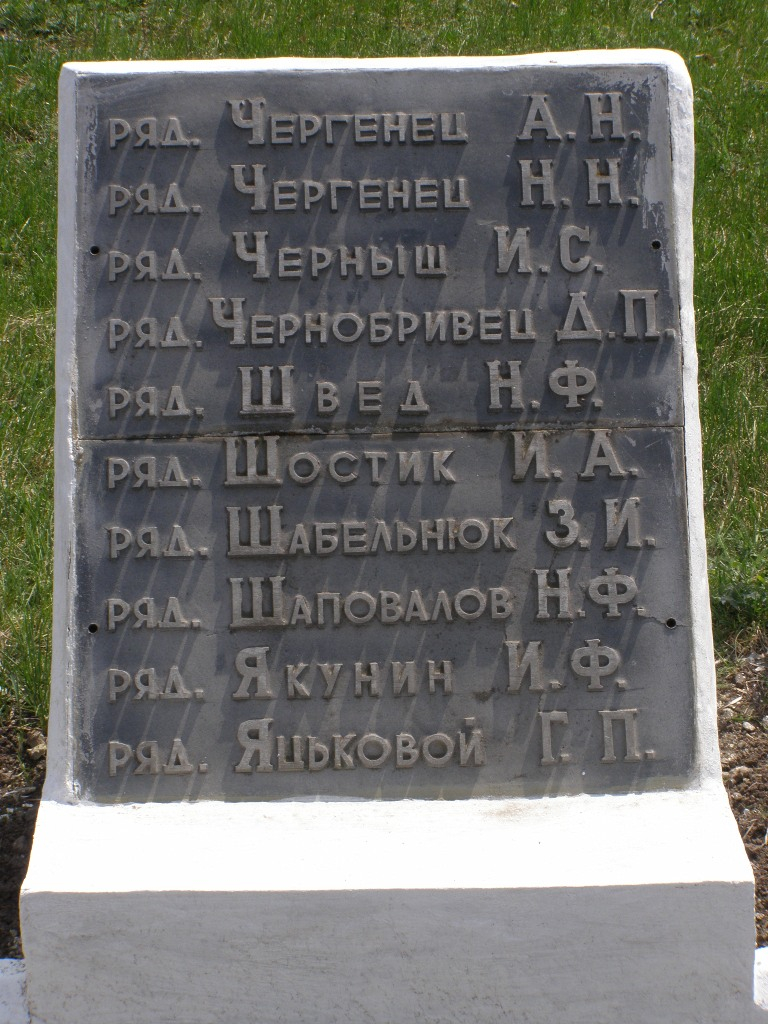 ряд. Чергенец А. Н.
ряд. Чергенец Н. Н.
ряд. Черныш И. С.
ряд. Чернобривец Д. П.
ряд. Швед Н. Ф.
ряд. Шостик И. А.
ряд. Шабельнюк З. И.
ряд. Шаповалов Н. Ф.
ряд. Якунин И. Ф.
ряд. Яцьковой Г. П.